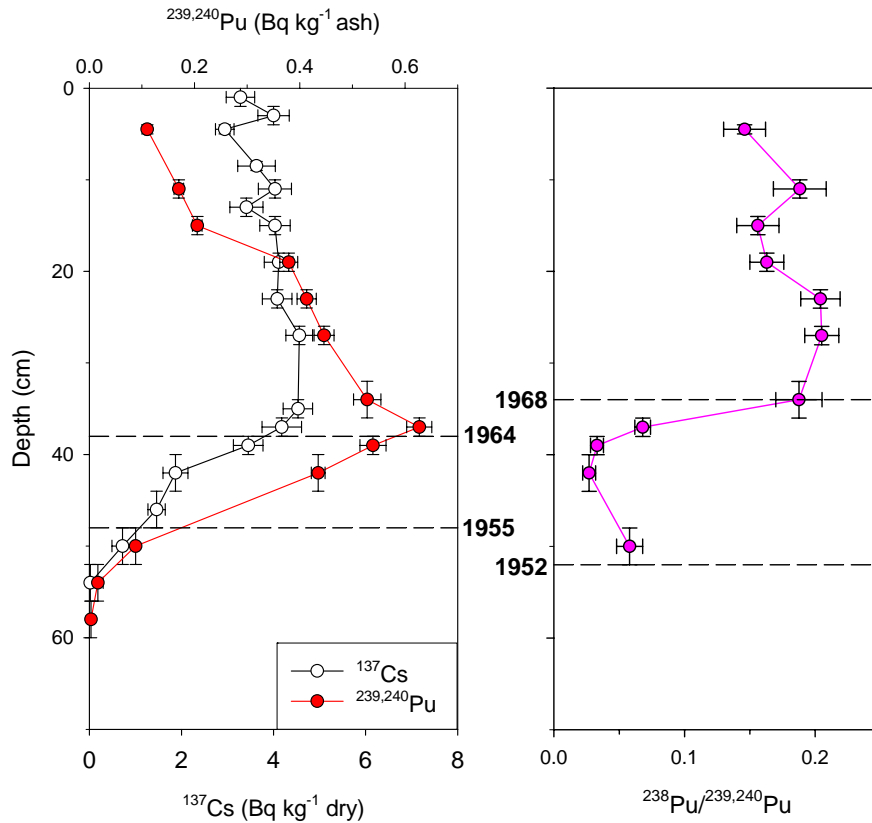 ²³⁹,²⁴⁰Pu (Bq kg⁻¹ ash)
0.0 0.2 0.4 0.6
0
20
40
60
Depth (cm)
1968
1964
1955
1952
¹³⁷Cs
²³⁹,²⁴⁰Pu
0 2 4 6 8
0.0 0.1 0.2
¹³⁷Cs (Bq kg⁻¹ dry)
²³⁸Pu/²³⁹,²⁴⁰Pu